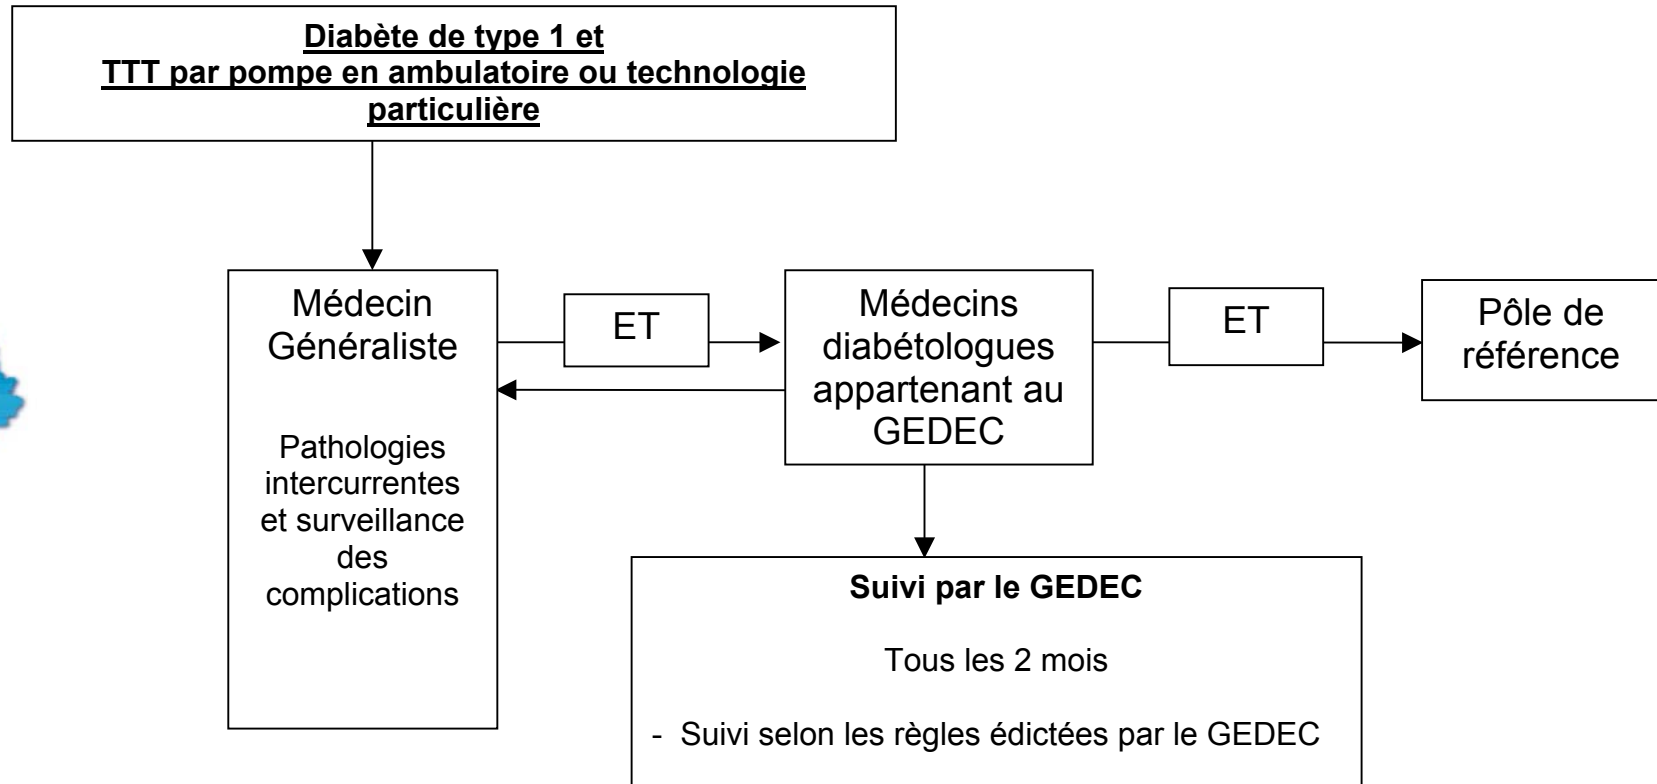 Diabète de type 1 et
TTT par pompe en ambulatoire ou technologie
particulière
Médecin
Généraliste
Pathologies
intercurrentes
et surveillance
des
complications
ET
Médecins
diabétologues
appartenant au
GEDEC
ET
Pôle de
référence
Suivi par le GEDEC
Tous les 2 mois
- Suivi selon les règles édictées par le GEDEC